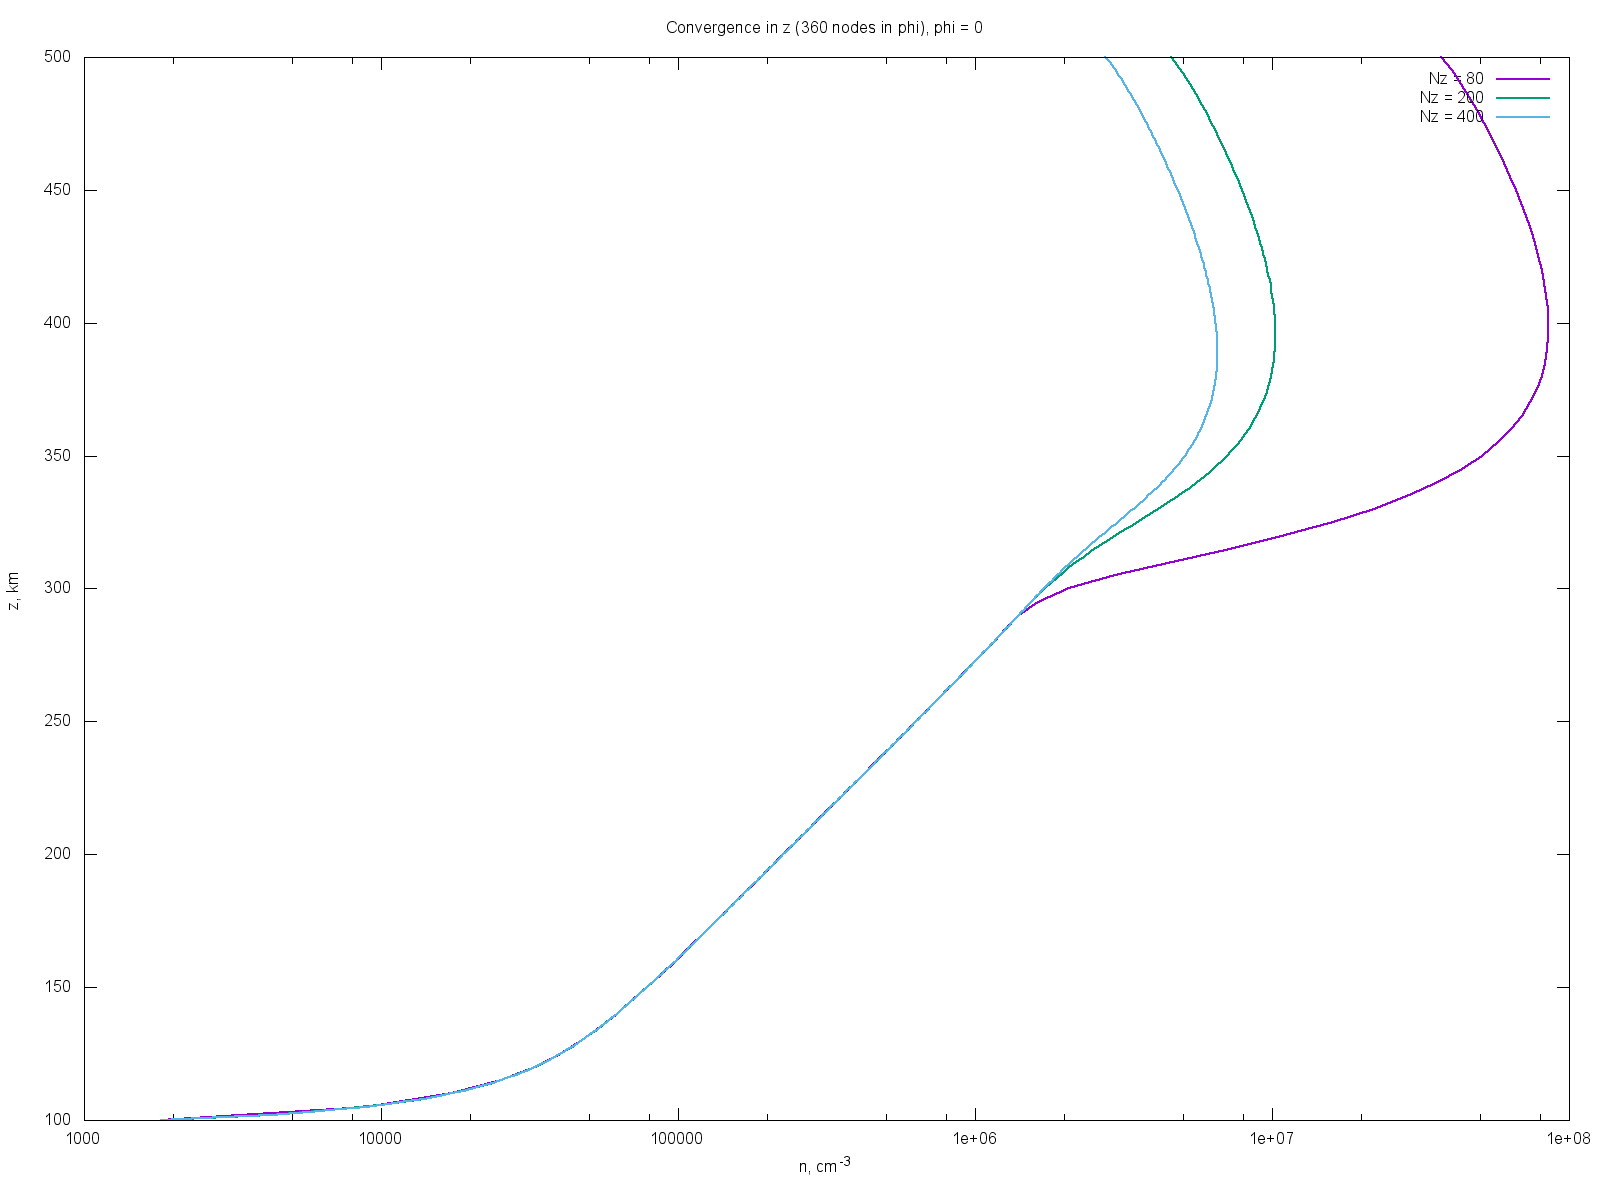 Convergence in z (360 nodes in phi), phi = 0
500
450
400
350
300
250
200
150
100
z, km
Nz = 80
Nz = 200
Nz = 400
1000
10000
100000
1e+06
1e+07
1e+08
n, cm-3